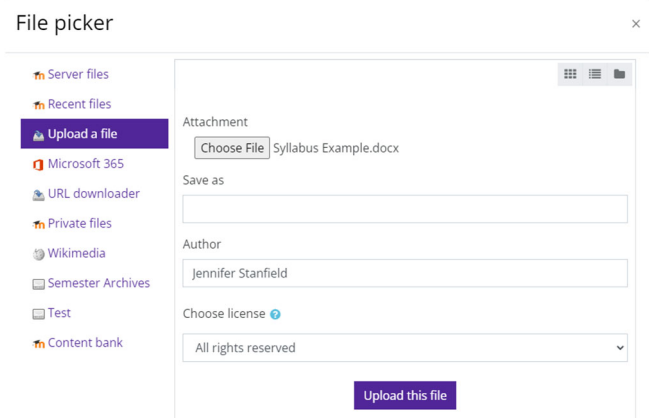 File picker
×
Server files
Recent files
Upload a file
Microsoft 365
URL downloader
Private files
Wikimedia
Semester Archives
Test
Content bank
Attachment
Choose File Syllabus Example.docx
Save as
Author
Jennifer Stanfield
Choose license ?
All rights reserved
Upload this file